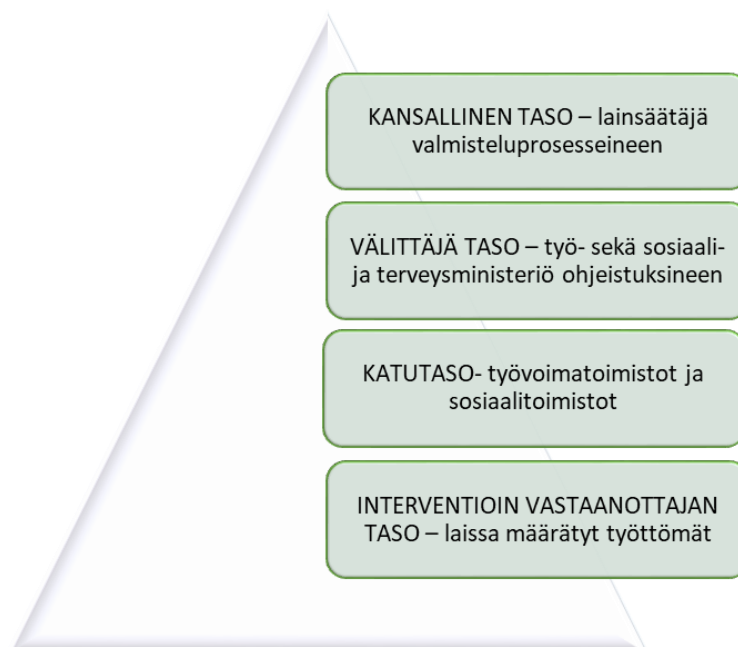 KANSALLINEN TASO – lainsäätäjä
valmisteluprosesseineen
VÄLITTÄJÄ TASO – työ- sekä sosiaali-
ja terveysministeriö ohjeistuksineen
KATUTASO- työvoimatoimistot ja
sosiaalitoimistot
INTERVENTIOIN VASTAANOTTAJAN
TASO – laissa määrätyt työttömät